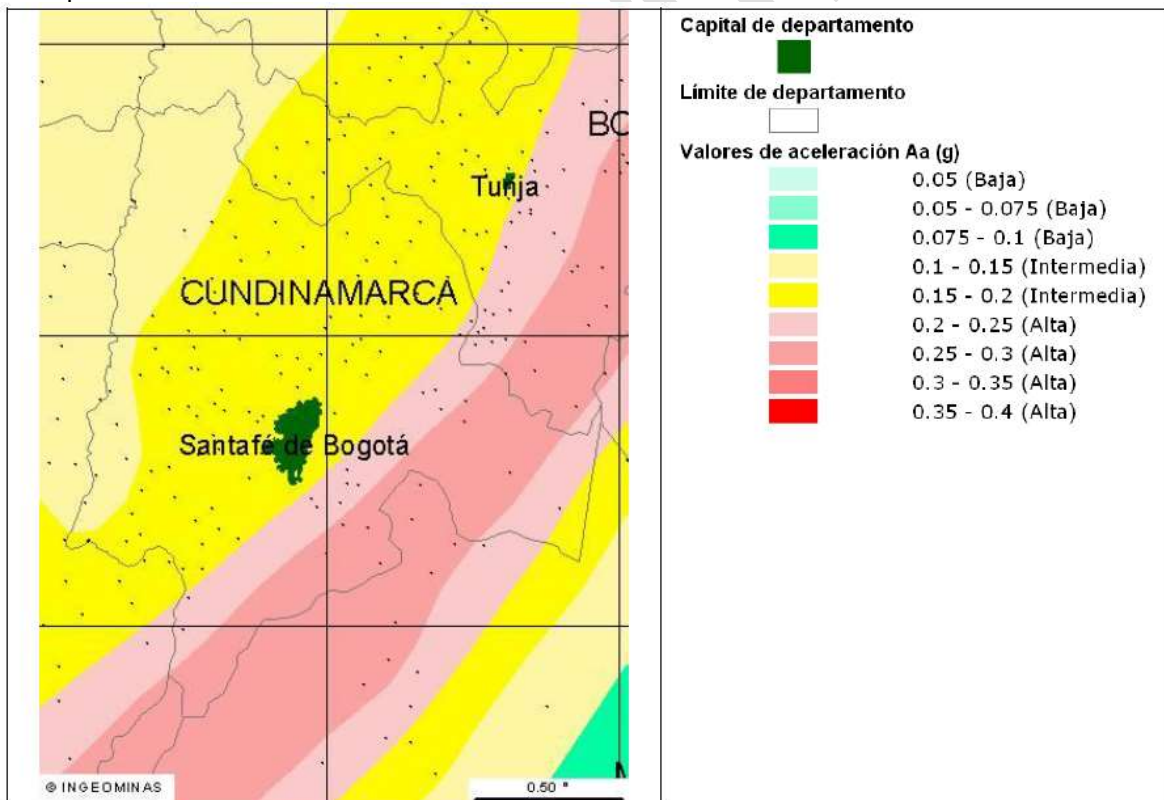 BO
Tunja
CUNDINAMARCA
Santafé de Bogotá
© INGEOMINAS
0.50 °
Capital de departamento
Límite de departamento
Valores de aceleración Aa (g)
0.05 (Baja)
0.05 - 0.075 (Baja)
0.075 - 0.1 (Baja)
0.1 - 0.15 (Intermedia)
0.15 - 0.2 (Intermedia)
0.2 - 0.25 (Alta)
0.25 - 0.3 (Alta)
0.3 - 0.35 (Alta)
0.35 - 0.4 (Alta)